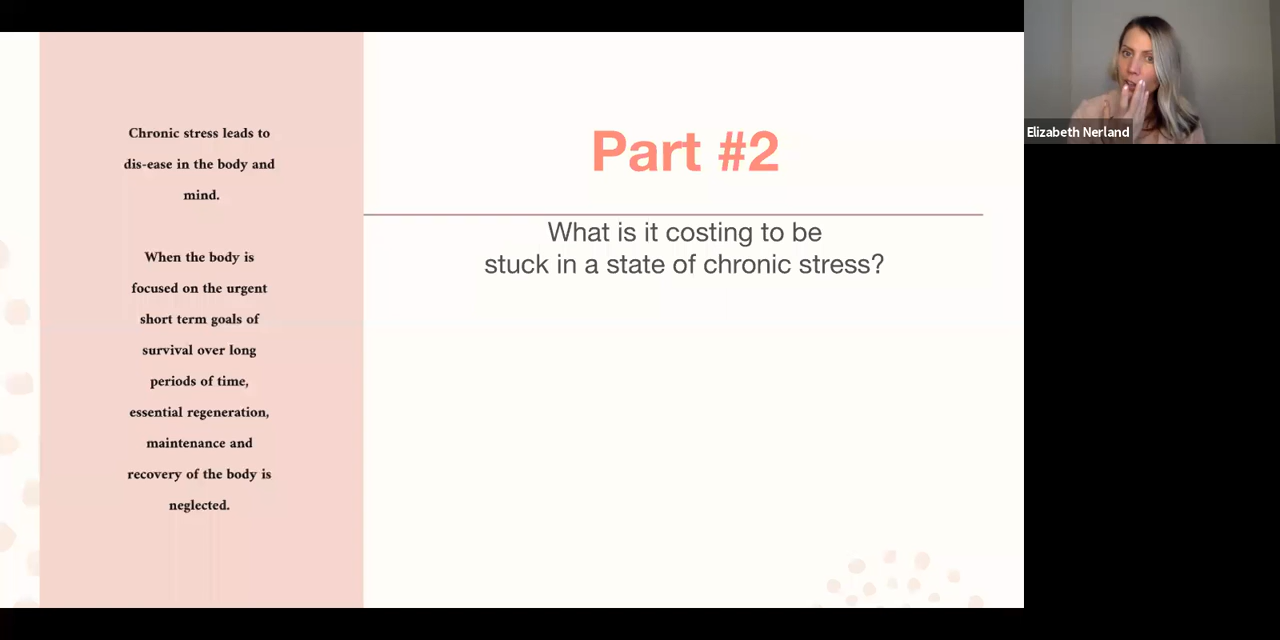 Chronic stress leads to
dis-ease in the body and
mind.
When the body is
focused on the urgent
short term goals of
survival over long
periods of time,
essential regeneration,
maintenance and
recovery of the body is
neglected.
Part #2
What is it costing to be
stuck in a state of chronic stress?
Elizabeth Nerland